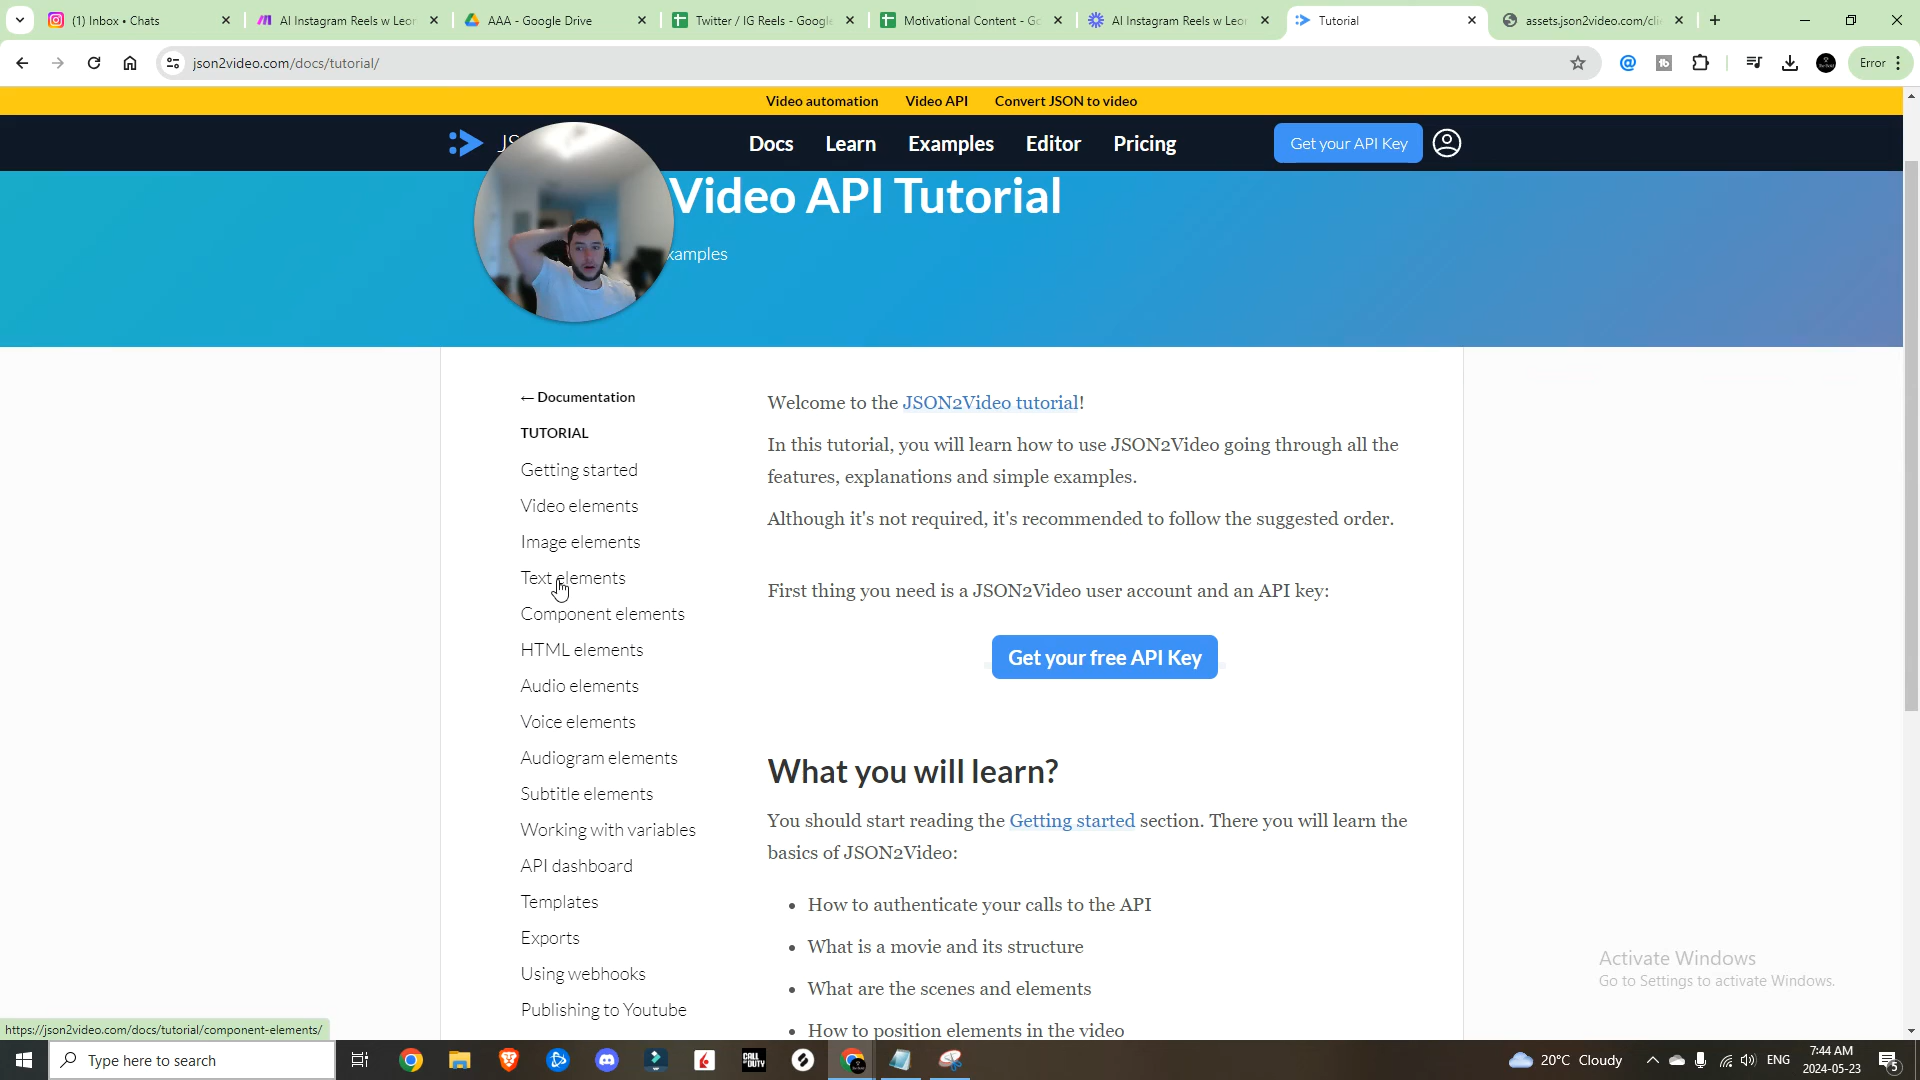 (1) Inbox • Chats
AI Instagram Reels w Leor
AAA - Google Drive
Twitter / IG Reels - Google
Motivational Content - Go
AI Instagram Reels w Leor
Tutorial
assets.json2video.com/clie
json2video.com/docs/tutorial/
Error
Video automation Video API Convert JSON to video
Docs Learn Examples Editor Pricing
Get your API Key
Video API Tutorial
xamples
← Documentation
TUTORIAL
Getting started
Video elements
Image elements
Text elements
Component elements
HTML elements
Audio elements
Voice elements
Audiogram elements
Subtitle elements
Working with variables
API dashboard
Templates
Exports
Using webhooks
Publishing to Youtube
Welcome to the JSON2Video tutorial!
In this tutorial, you will learn how to use JSON2Video going through all the
features, explanations and simple examples.
Although it's not required, it's recommended to follow the suggested order.
First thing you need is a JSON2Video user account and an API key:
Get your free API Key
What you will learn?
You should start reading the Getting started section. There you will learn the
basics of JSON2Video:
• How to authenticate your calls to the API
• What is a movie and its structure
• What are the scenes and elements
• How to position elements in the video
Activate Windows
Go to Settings to activate Windows.
https://json2video.com/docs/tutorial/component-elements/
Type here to search
CALL OF DUTY
20°C Cloudy
ENG
7:44 AM
2024-05-23
5